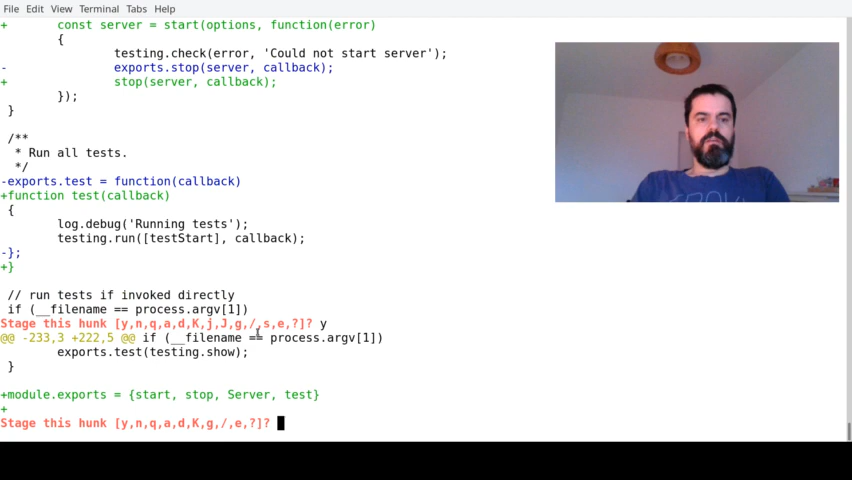 File Edit View Terminal Tabs Help
+       const server = start(options, function(error)
        {
                testing.check(error, 'Could not start server');
-               exports.stop(server, callback);
+               stop(server, callback);
        });
 }
 /**
  * Run all tests.
  */
-exports.test = function(callback)
+function test(callback)
 {
        log.debug('Running tests');
        testing.run([testStart], callback);
-};
+}
 // run tests if invoked directly
 if (__filename == process.argv[1])
Stage this hunk [y,n,q,a,d,K,j,J,g,/,s,e,?]? y
@@ -233,3 +222,5 @@ if (__filename == process.argv[1])
        exports.test(testing.show);
 }
+module.exports = {start, stop, Server, test}
+
Stage this hunk [y,n,q,a,d,K,g,/,e,?]?